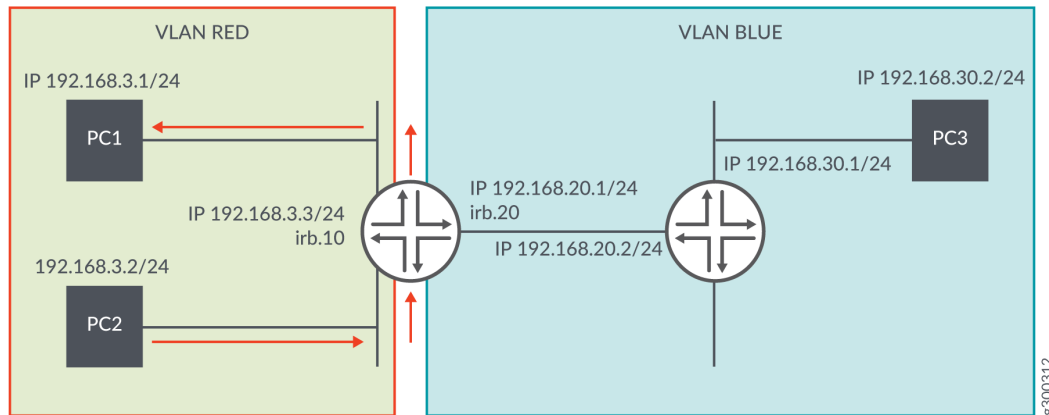 VLAN RED
VLAN BLUE
IP 192.168.3.1/24
PC1
IP 192.168.30.2/24
PC3
IP 192.168.30.1/24
IP 192.168.3.3/24
irb.10
IP 192.168.20.1/24
irb.20
IP 192.168.20.2/24
192.168.3.2/24
PC2
e300312